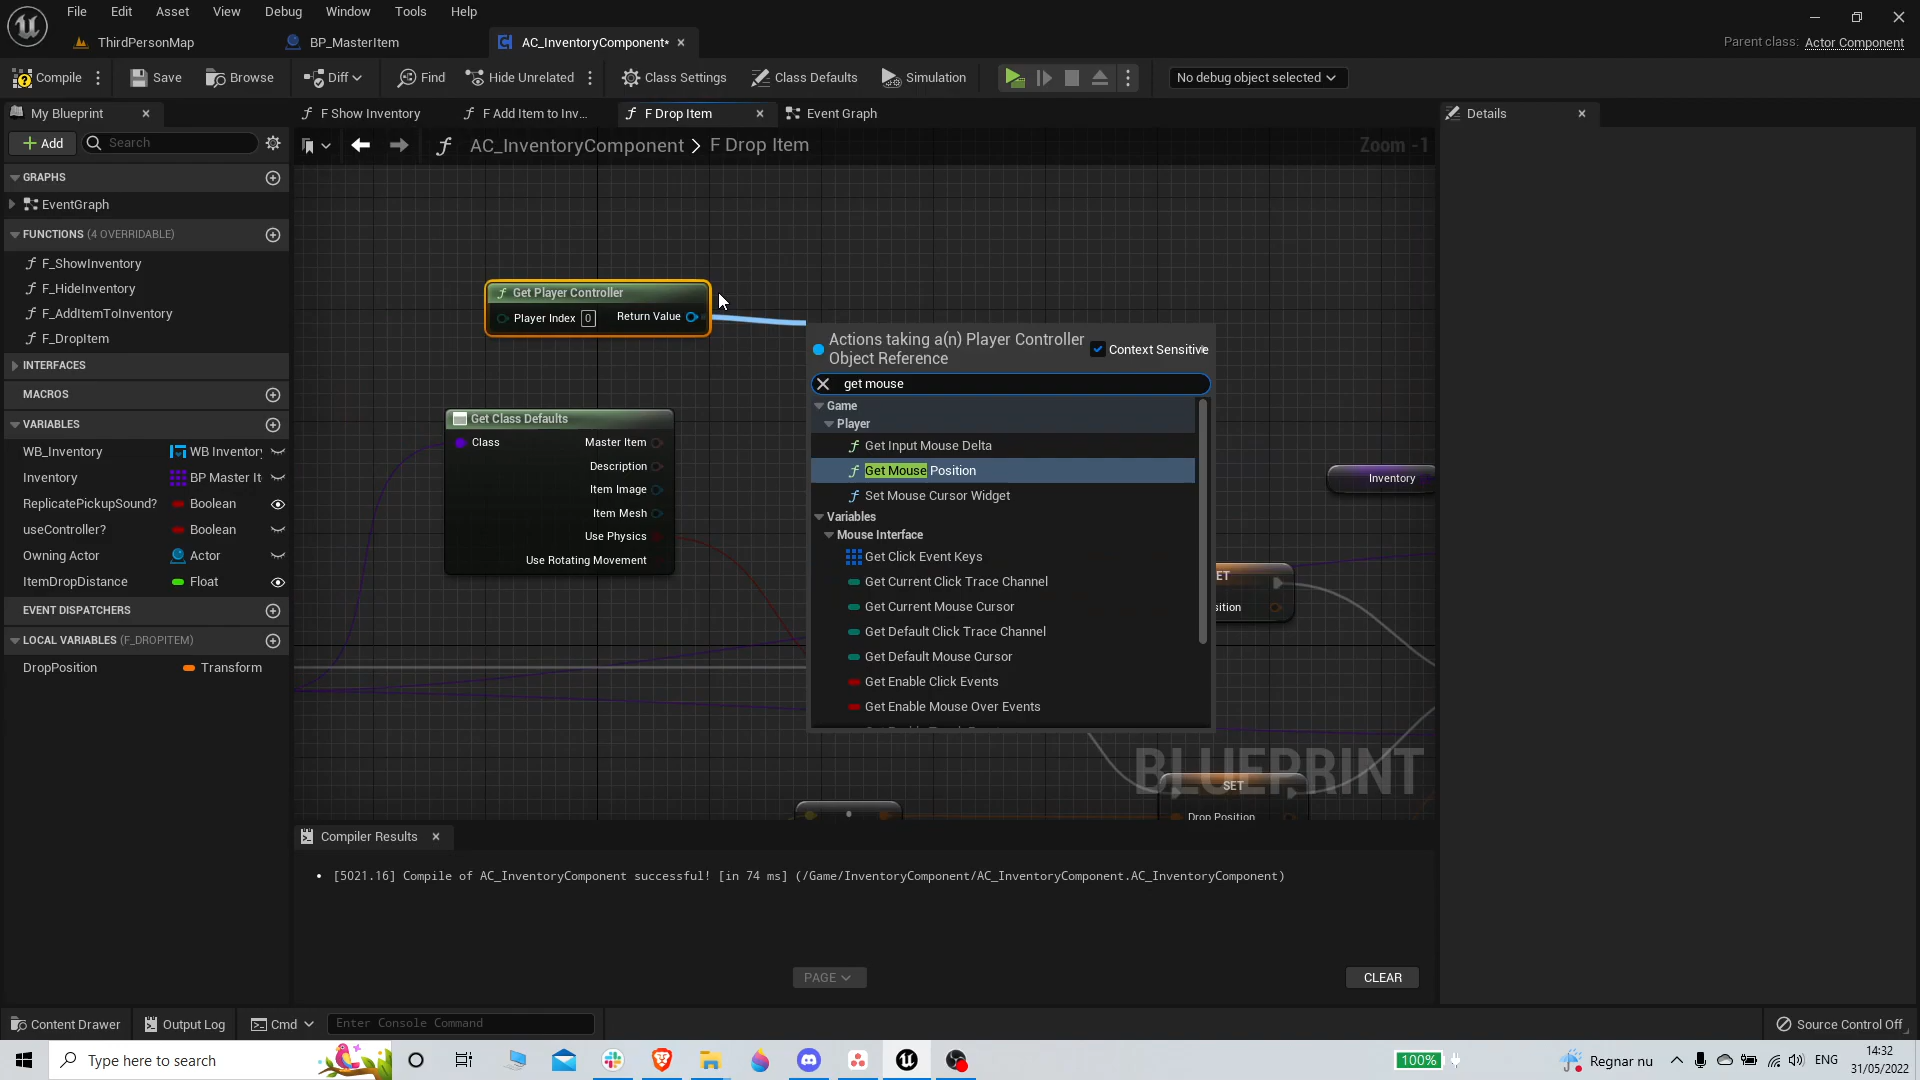 File Edit Asset View Debug Window Tools Help
ThirdPersonMap
BP_MasterItem
AC_InventoryComponent*
Parent class: Actor Component
Compile
Save
Browse
Diff
Find
Hide Unrelated
Class Settings
Class Defaults
Simulation
No debug object selected
My Blueprint
F Show Inventory
F Add Item to Inv...
F Drop Item
Event Graph
Details
Add
Search
AC_InventoryComponent > F Drop Item
Zoom -1
GRAPHS
EventGraph
FUNCTIONS (4 OVERRIDABLE)
F_ShowInventory
F_HideInventory
F_AddItemToInventory
F_DropItem
INTERFACES
MACROS
VARIABLES
WB_Inventory WB Inventory
Inventory BP Master It
ReplicatePickupSound? Boolean
useController? Boolean
Owning Actor Actor
ItemDropDistance Float
EVENT DISPATCHERS
LOCAL VARIABLES (F_DROPITEM)
DropPosition Transform
Get Player Controller
Player Index 0 Return Value
Get Class Defaults
Class Master Item
Description
Item Image
Item Mesh
Use Physics
Use Rotating Movement
Actions taking a(n) Player Controller
Object Reference
Context Sensitive
get mouse
Game
Player
Get Input Mouse Delta
Get Mouse Position
Set Mouse Cursor Widget
Variables
Mouse Interface
Get Click Event Keys
Get Current Click Trace Channel
Get Current Mouse Cursor
Get Default Click Trace Channel
Get Default Mouse Cursor
Get Enable Click Events
Get Enable Mouse Over Events
Inventory
ET
sition
SET
Drop Position
BLUEPRINT
Compiler Results
[5021.16] Compile of AC_InventoryComponent successful! [in 74 ms] (/Game/InventoryComponent/AC_InventoryComponent.AC_InventoryComponent)
PAGE
CLEAR
Content Drawer
Output Log
Cmd
Enter Console Command
Source Control Off
Type here to search
100%
Regnar nu
ENG
14:32
31/05/2022